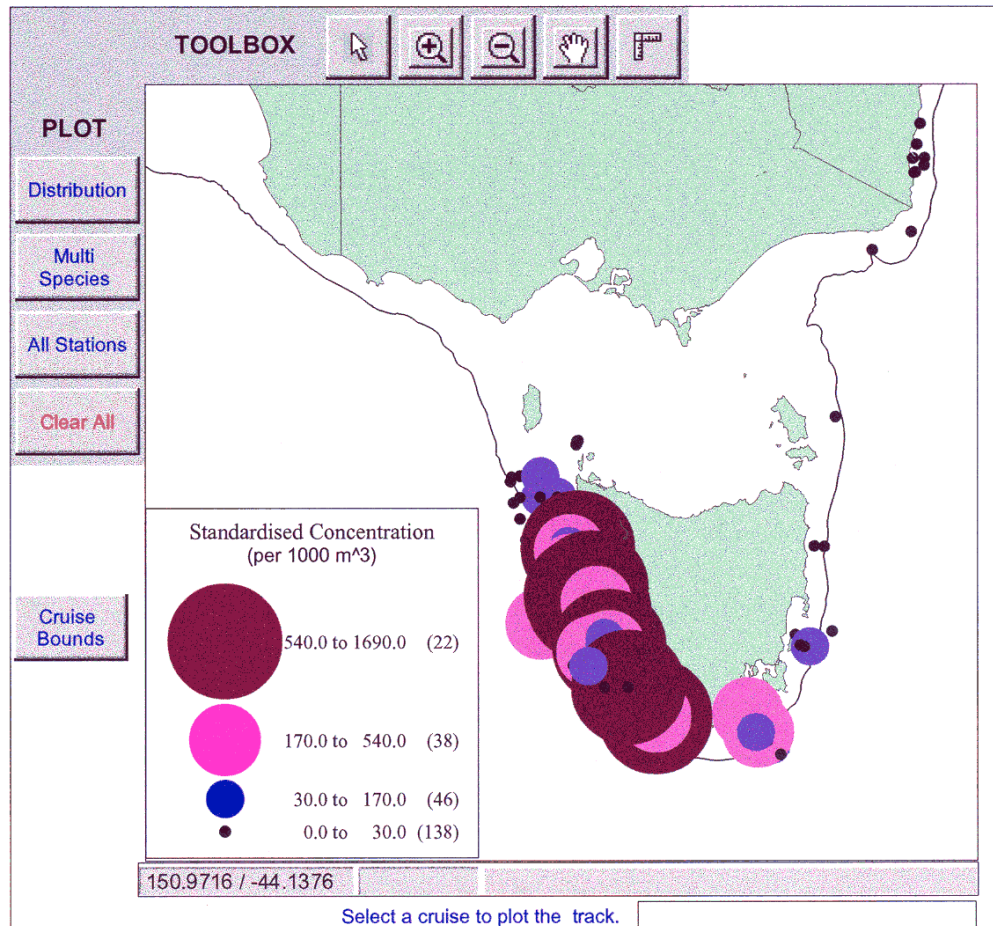 TOOLBOX
PLOT
Distribution
Multi
Species
All Stations
Clear All
Standardised Concentration
(per 1000 m^3)
540.0 to 1690.0 (22)
170.0 to 540.0 (38)
30.0 to 170.0 (46)
0.0 to 30.0 (138)
Cruise
Bounds
150.9716 / -44.1376
Select a cruise to plot the track.